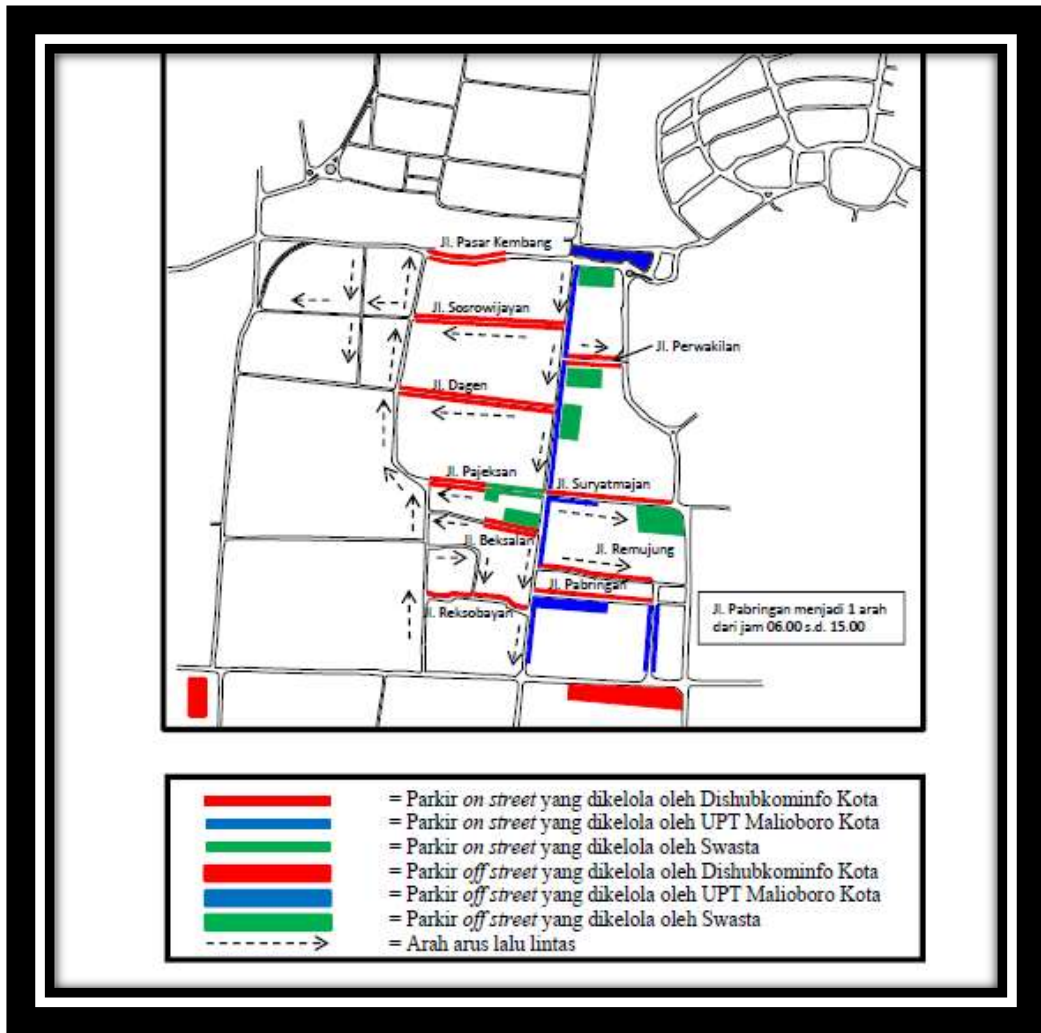 Jl. Pasar Kembang
Jl. Sosrowijayan
Jl. Perwakilan
Jl. Dagen
Jl. Pajeksan
Jl. Suryatmajan
Jl. Beksalan
Jl. Remujung
Jl. Pabringan
Jl. Reksobayan
Jl. Pabringan menjadi 1 arah
dari jam 06.00 s.d. 15.00
= Parkir on street yang dikelola oleh Dishubkominfo Kota
= Parkir on street yang dikelola oleh UPT Malioboro Kota
= Parkir on street yang dikelola oleh Swasta
= Parkir off street yang dikelola oleh Dishubkominfo Kota
= Parkir off street yang dikelola oleh UPT Malioboro Kota
= Parkir off street yang dikelola oleh Swasta
= Arah arus lalu lintas